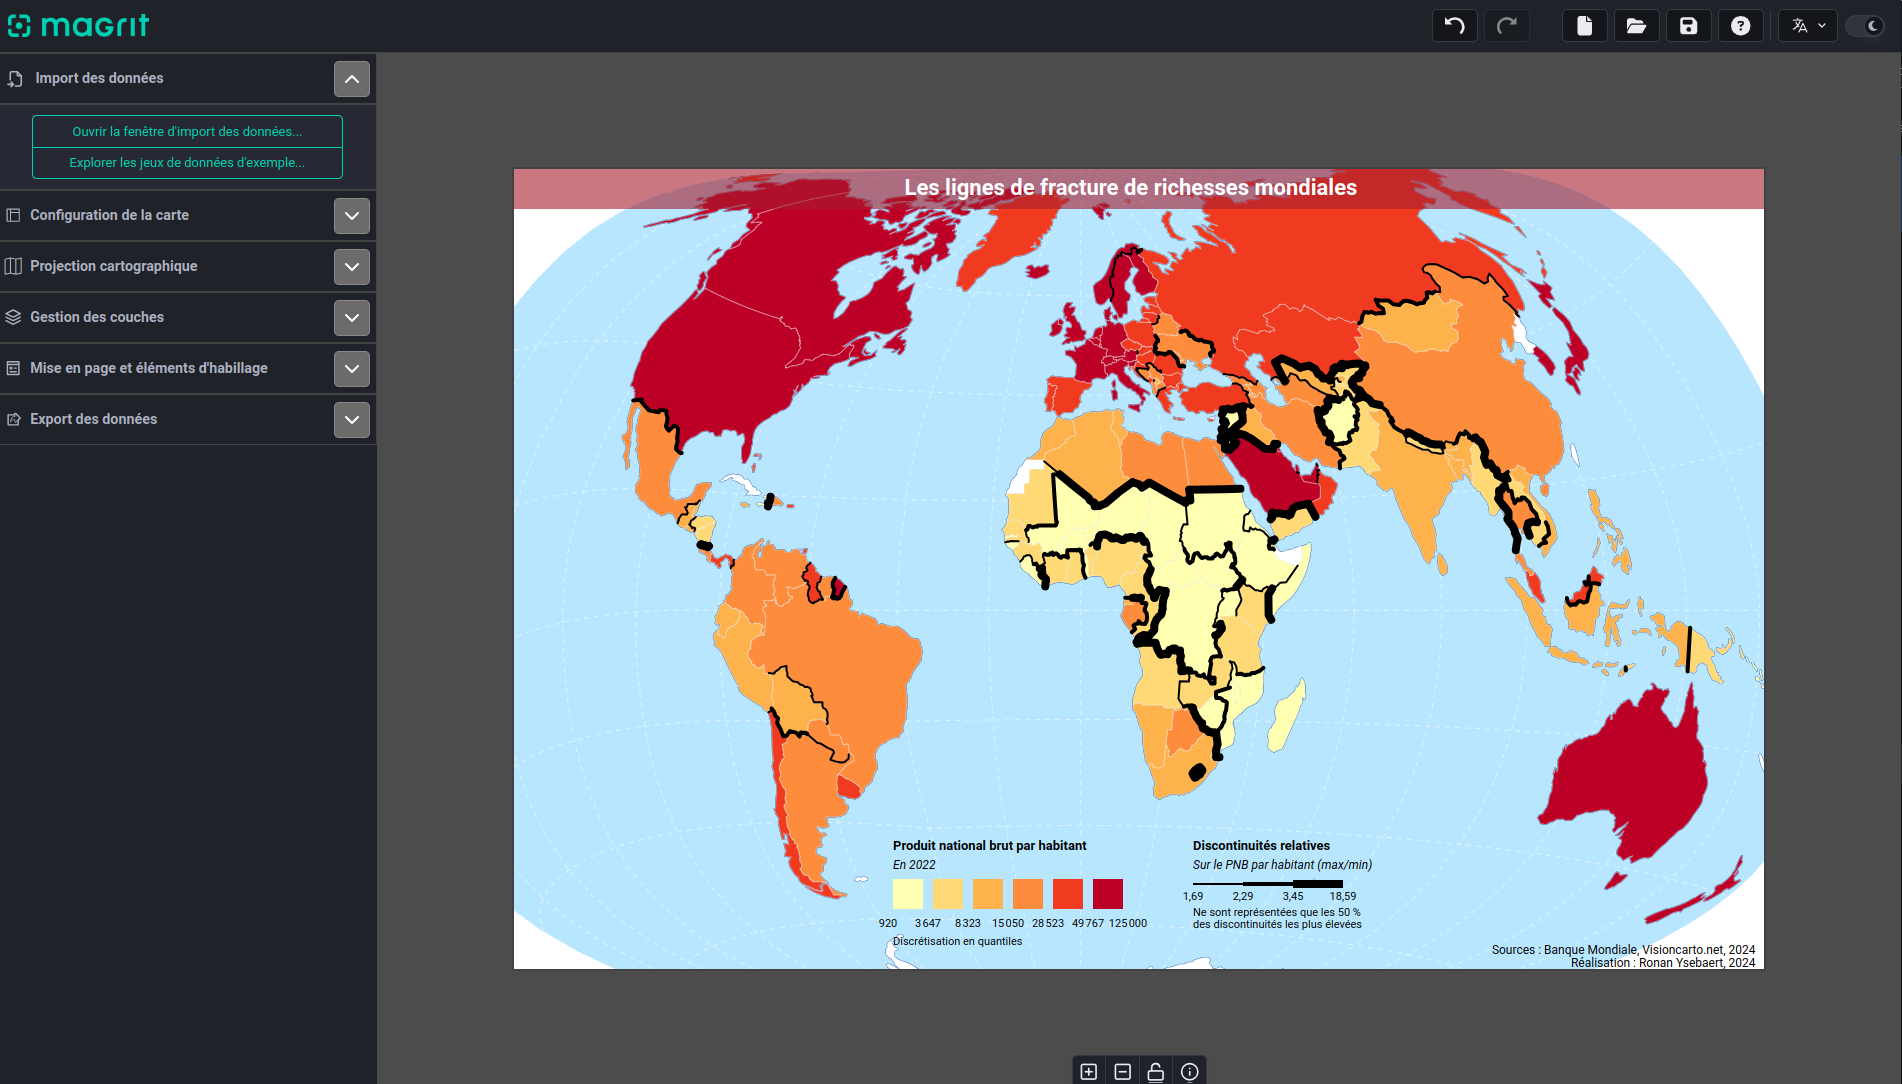 magrit
Import des données
Ouvrir la fenêtre d'import des données...
Explorer les jeux de données d'exemple...
Configuration de la carte
Projection cartographique
Gestion des couches
Mise en page et éléments d'habillage
Export des données
Les lignes de fracture de richesses mondiales
Produit national brut par habitant
En 2022
920 3 647 8 323 15 050 28 523 49 767 125 000
Discrétisation en quantiles
Discontinuités relatives
Sur le PNB par habitant (max/min)
1,69 2,29 3,45 18,59
Ne sont représentées que les 50 %
des discontinuités les plus élevées
Sources : Banque Mondiale, Visioncarto.net, 2024
Réalisation : Ronan Ysebaert, 2024